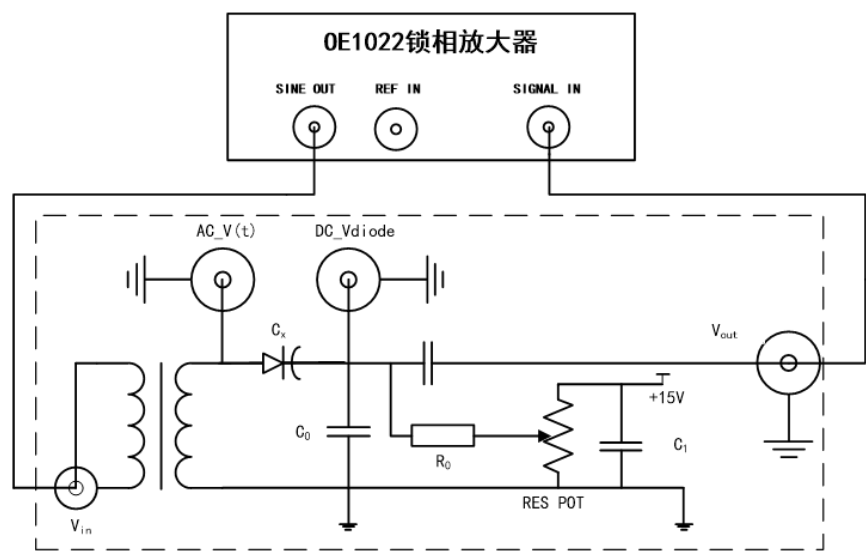 OE1022锁相放大器
SINE OUT REF IN SIGNAL IN
AC_V(t) DC_Vdiode
Cₓ
Vout
+15V
C₀
R₀
C₁
RES POT
Vin